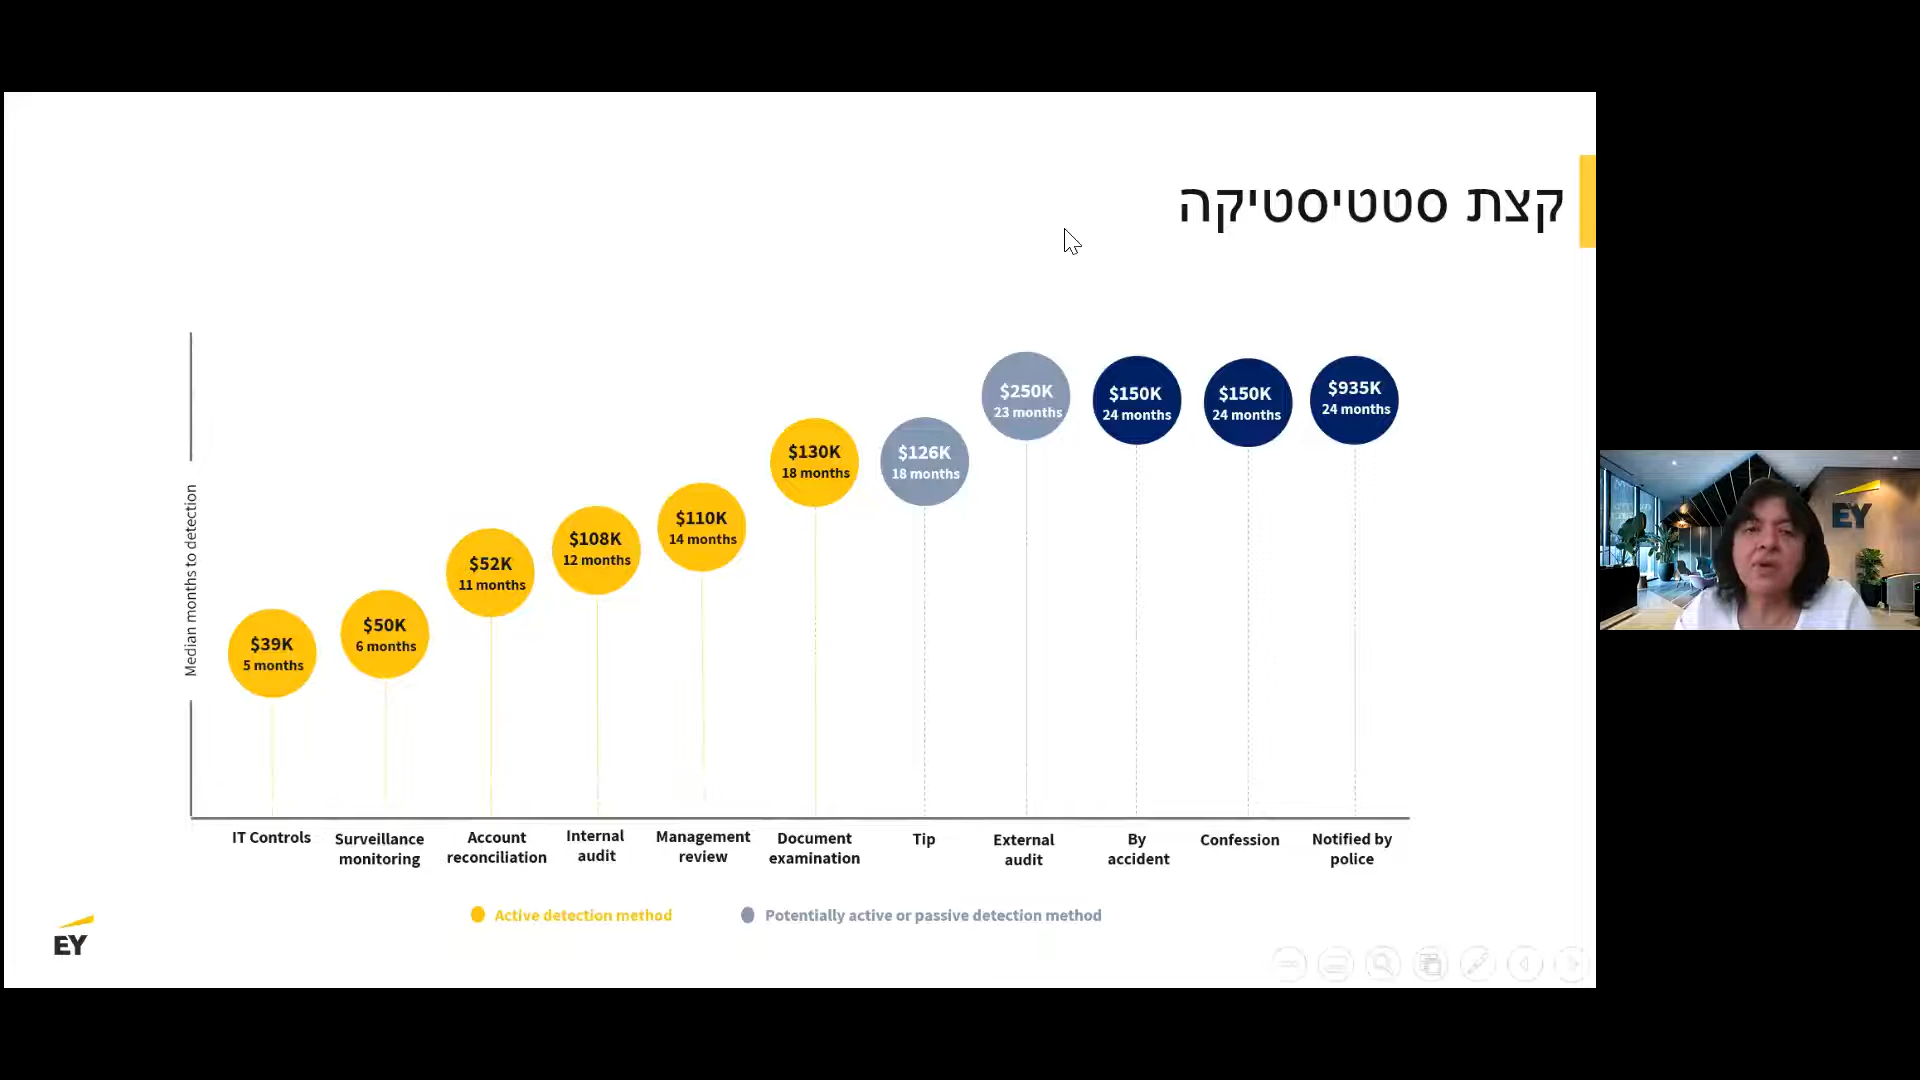 קצת סטטיסטיקה
Median months to detection
$39K
5 months
$50K
6 months
$52K
11 months
$108K
12 months
$110K
14 months
$130K
18 months
$126K
18 months
$250K
23 months
$150K
24 months
$150K
24 months
$935K
24 months
IT Controls
Surveillance
monitoring
Account
reconciliation
Internal
audit
Management
review
Document
examination
Tip
External
audit
By
accident
Confession
Notified by
police
Active detection method
Potentially active or passive detection method
EY
EY